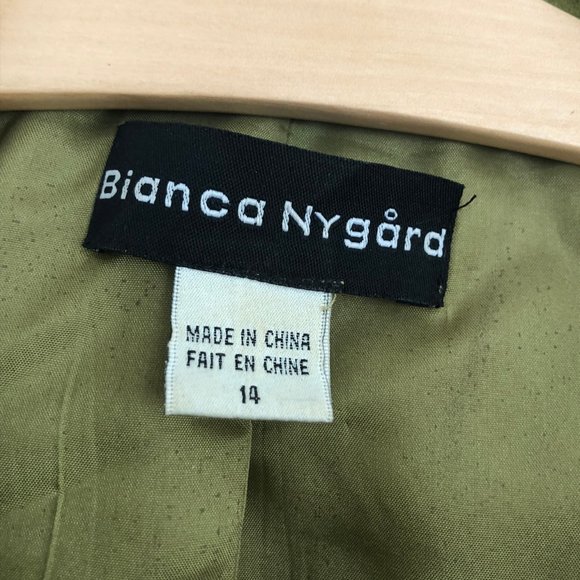 Bianca Nygård
MADE IN CHINA
FAIT EN CHINE
14